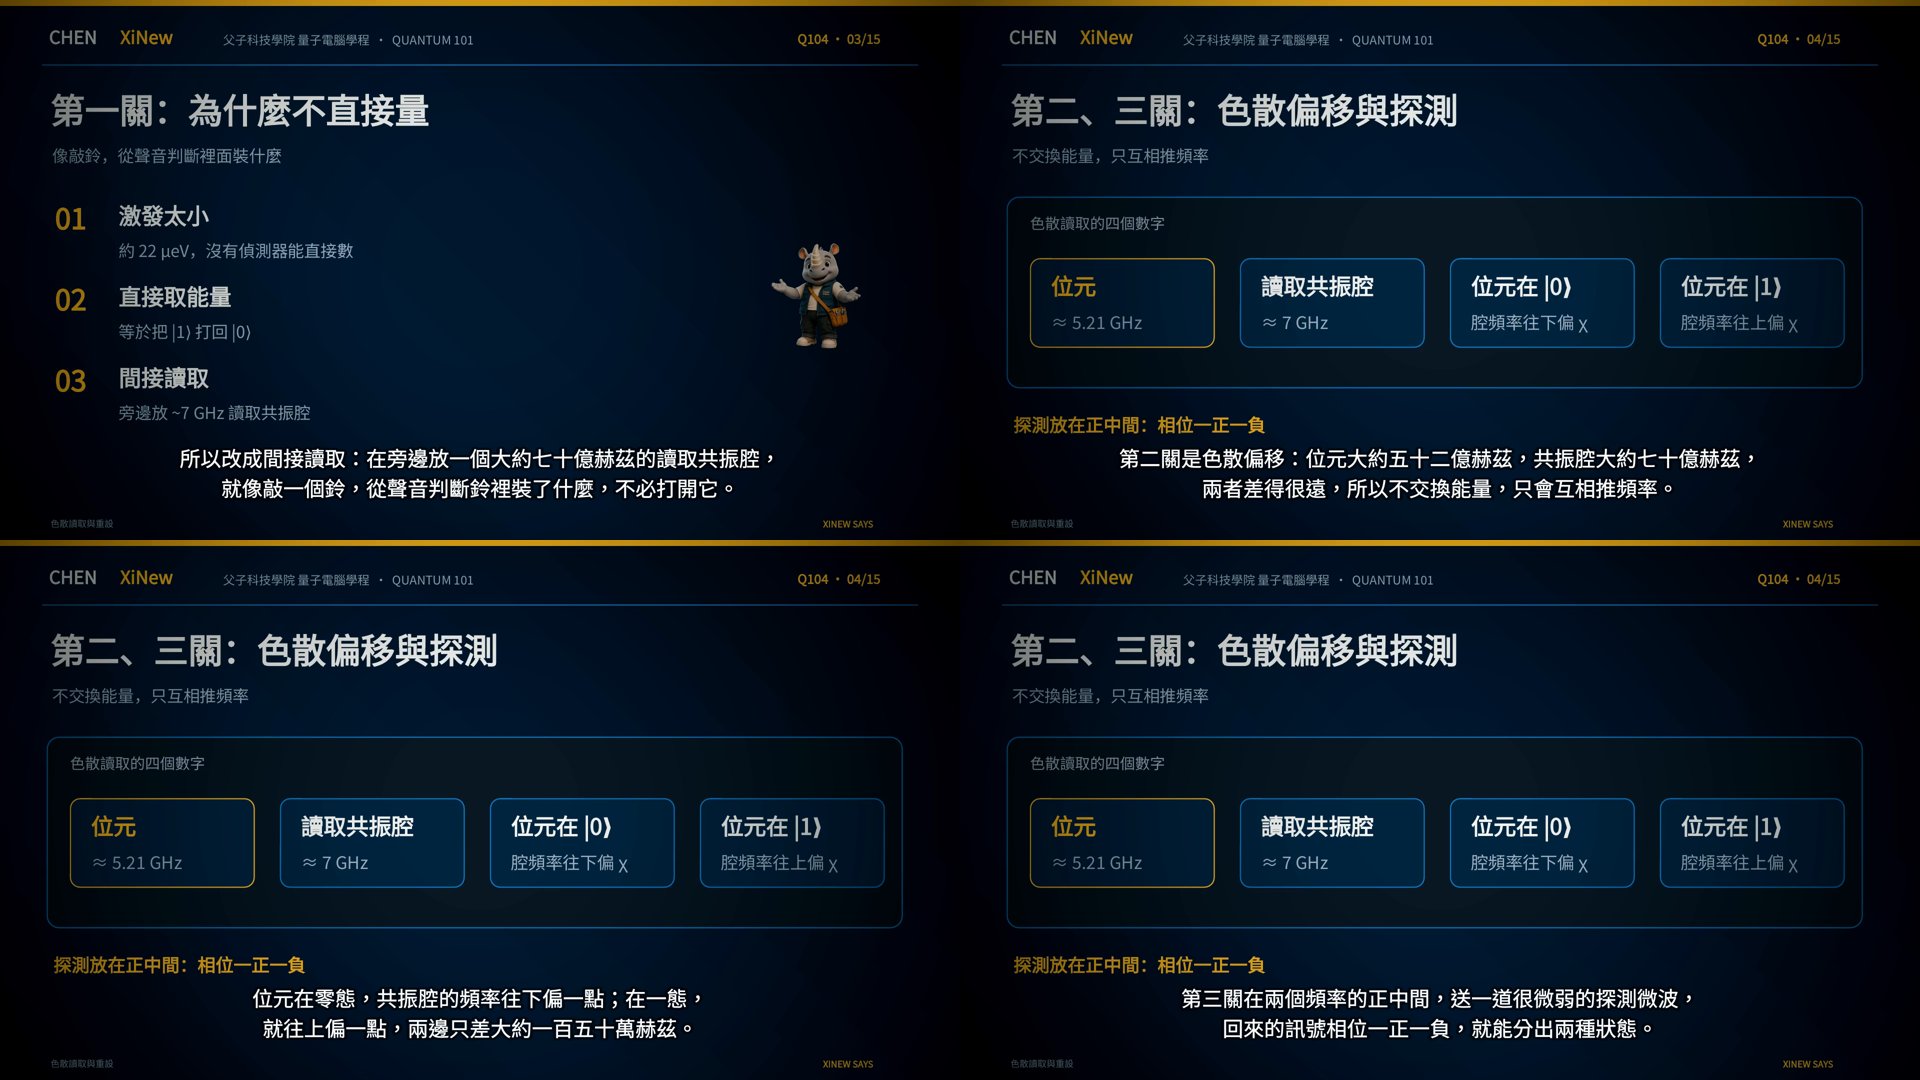 CHEN XiNew 父子科技學院 量子電腦學程 · QUANTUM 101 Q104 · 03/15
第一關：為什麼不直接量
像敲鈴，從聲音判斷裡面裝什麼
01 激發太小
約 22 μeV，沒有偵測器能直接數
02 直接取能量
等於把 |1⟩ 打回 |0⟩
03 間接讀取
旁邊放 ~7 GHz 讀取共振腔
所以改成間接讀取：在旁邊放一個大約七十億赫茲的讀取共振腔，
就像敲一個鈴，從聲音判斷鈴裡裝了什麼，不必打開它。
色散讀取與重設 XINEW SAYS
CHEN XiNew 父子科技學院 量子電腦學程 · QUANTUM 101 Q104 · 04/15
第二、三關：色散偏移與探測
不交換能量，只互相推頻率
色散讀取的四個數字
位元 讀取共振腔 位元在 |0⟩ 位元在 |1⟩
≈ 5.21 GHz ≈ 7 GHz 腔頻率往下偏 χ 腔頻率往上偏 χ
探測放在正中間：相位一正一負
第二關是色散偏移：位元大約五十二億赫茲，共振腔大約七十億赫茲，
兩者差得很遠，所以不交換能量，只會互相推頻率。
色散讀取與重設 XINEW SAYS
CHEN XiNew 父子科技學院 量子電腦學程 · QUANTUM 101 Q104 · 04/15
第二、三關：色散偏移與探測
不交換能量，只互相推頻率
色散讀取的四個數字
位元 讀取共振腔 位元在 |0⟩ 位元在 |1⟩
≈ 5.21 GHz ≈ 7 GHz 腔頻率往下偏 χ 腔頻率往上偏 χ
探測放在正中間：相位一正一負
位元在零態，共振腔的頻率往下偏一點；在一態，
就往上偏一點，兩邊只差大約一百五十萬赫茲。
色散讀取與重設 XINEW SAYS
CHEN XiNew 父子科技學院 量子電腦學程 · QUANTUM 101 Q104 · 04/15
第二、三關：色散偏移與探測
不交換能量，只互相推頻率
色散讀取的四個數字
位元 讀取共振腔 位元在 |0⟩ 位元在 |1⟩
≈ 5.21 GHz ≈ 7 GHz 腔頻率往下偏 χ 腔頻率往上偏 χ
探測放在正中間：相位一正一負
第三關在兩個頻率的正中間，送一道很微弱的探測微波，
回來的訊號相位一正一負，就能分出兩種狀態。
色散讀取與重設 XINEW SAYS